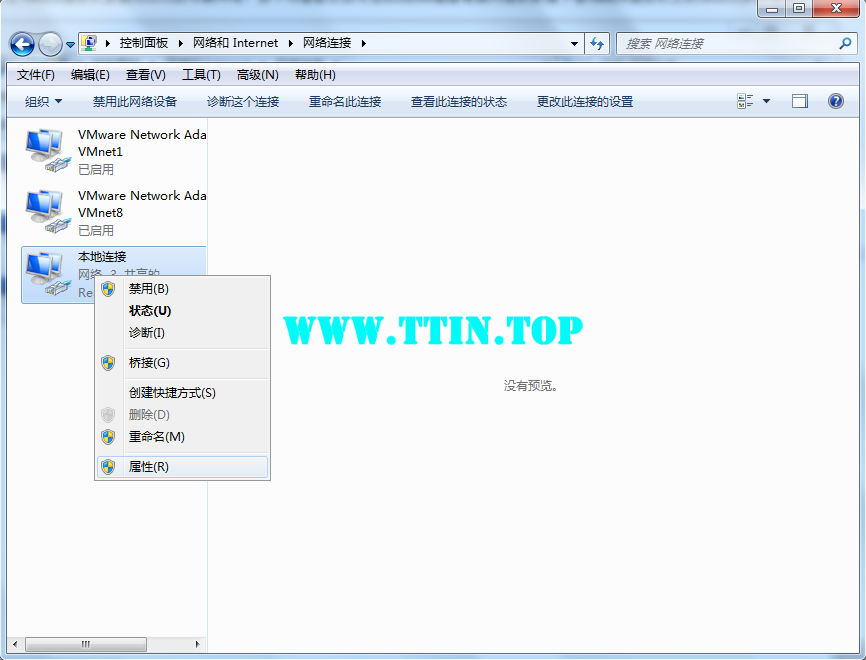 控制面板 ▸ 网络和 Internet ▸ 网络连接 ▸
搜索 网络连接
文件(F) 编辑(E) 查看(V) 工具(T) 高级(N) 帮助(H)
组织 禁用此网络设备 诊断这个连接 重命名此连接 查看此连接的状态 更改此连接的设置
VMware Network Ada
VMnet1
已启用
VMware Network Ada
VMnet8
已启用
本地连接
网络 3, 共享的
Re
禁用(B)
状态(U)
诊断(I)
桥接(G)
创建快捷方式(S)
删除(D)
重命名(M)
属性(R)
WWW.TTIN.TOP
没有预览。